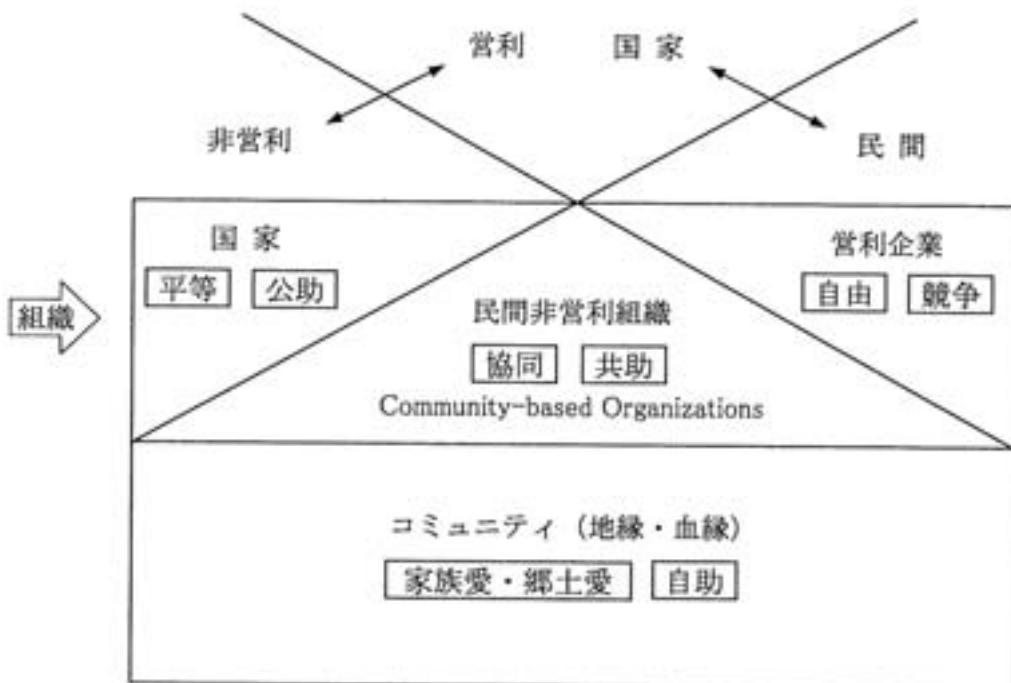 営利 国家
非営利 民間
国家 営利企業
平等 公助 自由 競争
組織 民間非営利組織
協同 共助
Community-based Organizations
コミュニティ（地縁・血縁）
家族愛・郷土愛 自助